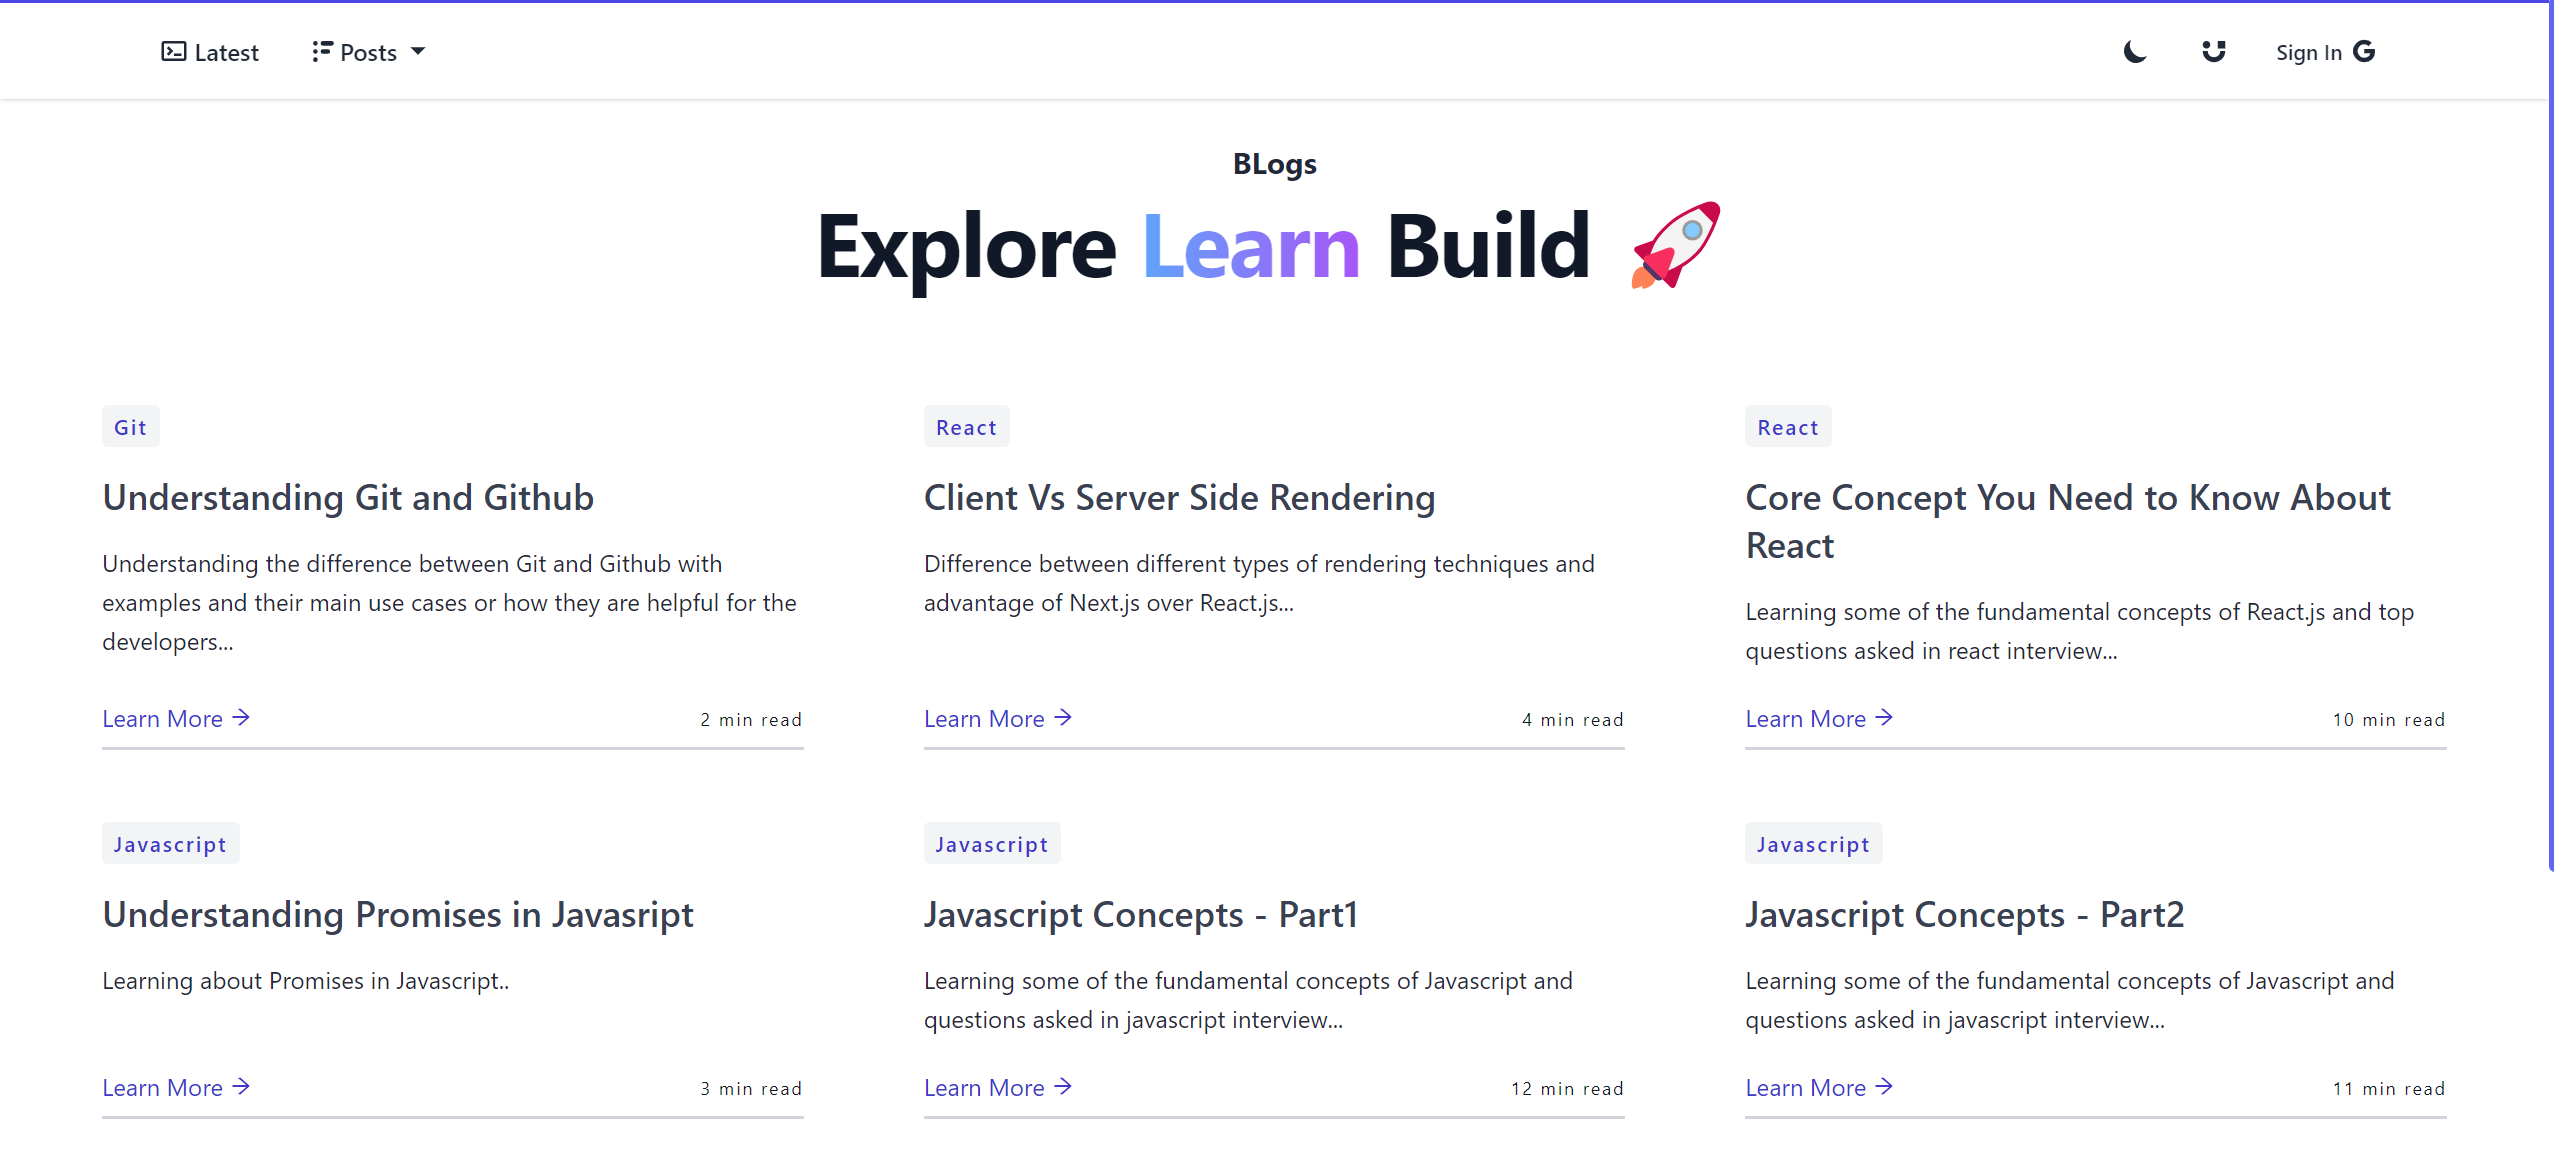 Latest Posts Sign In
BLogs
Explore Learn Build
Git
Understanding Git and Github
Understanding the difference between Git and Github with
examples and their main use cases or how they are helpful for the
developers...
Learn More → 2 min read
React
Client Vs Server Side Rendering
Difference between different types of rendering techniques and
advantage of Next.js over React.js...
Learn More → 4 min read
React
Core Concept You Need to Know About
React
Learning some of the fundamental concepts of React.js and top
questions asked in react interview...
Learn More → 10 min read
Javascript
Understanding Promises in Javasript
Learning about Promises in Javascript..
Learn More → 3 min read
Javascript
Javascript Concepts - Part1
Learning some of the fundamental concepts of Javascript and
questions asked in javascript interview...
Learn More → 12 min read
Javascript
Javascript Concepts - Part2
Learning some of the fundamental concepts of Javascript and
questions asked in javascript interview...
Learn More → 11 min read